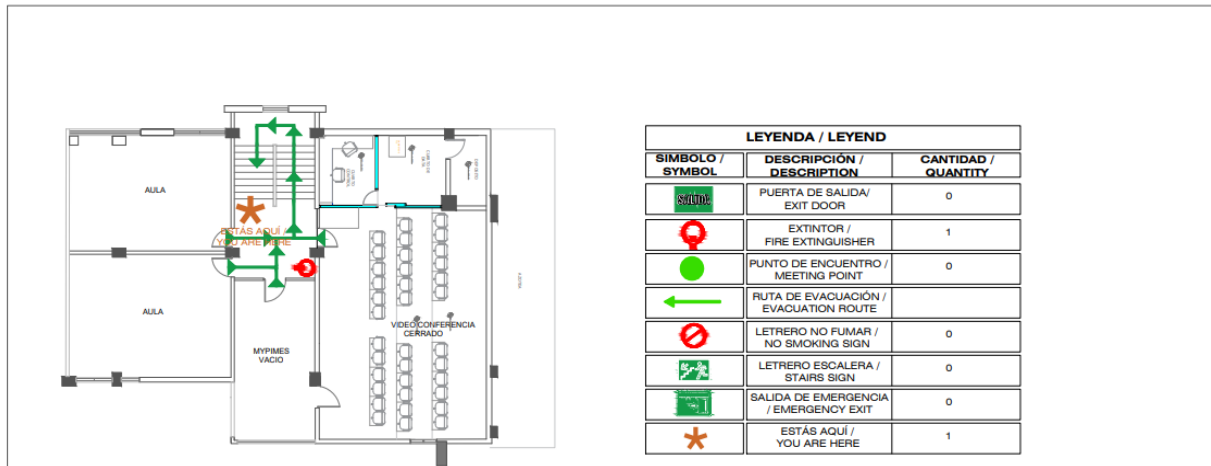 AULA
ESTÁS AQUÍ /
YOU ARE HERE
AULA
MYPIMES
VACIO
VIDEO CONFERENCIA
CERRADO
LEYENDA / LEYEND
SIMBOLO /
SYMBOL
DESCRIPCIÓN /
DESCRIPTION
CANTIDAD /
QUANTITY
SALIDA
PUERTA DE SALIDA/
EXIT DOOR
0
EXTINTOR /
FIRE EXTINGUISHER
1
PUNTO DE ENCUENTRO /
MEETING POINT
0
RUTA DE EVACUACIÓN /
EVACUATION ROUTE
LETRERO NO FUMAR /
NO SMOKING SIGN
0
LETRERO ESCALERA /
STAIRS SIGN
0
SALIDA DE EMERGENCIA
/ EMERGENCY EXIT
0
ESTÁS AQUÍ /
YOU ARE HERE
1